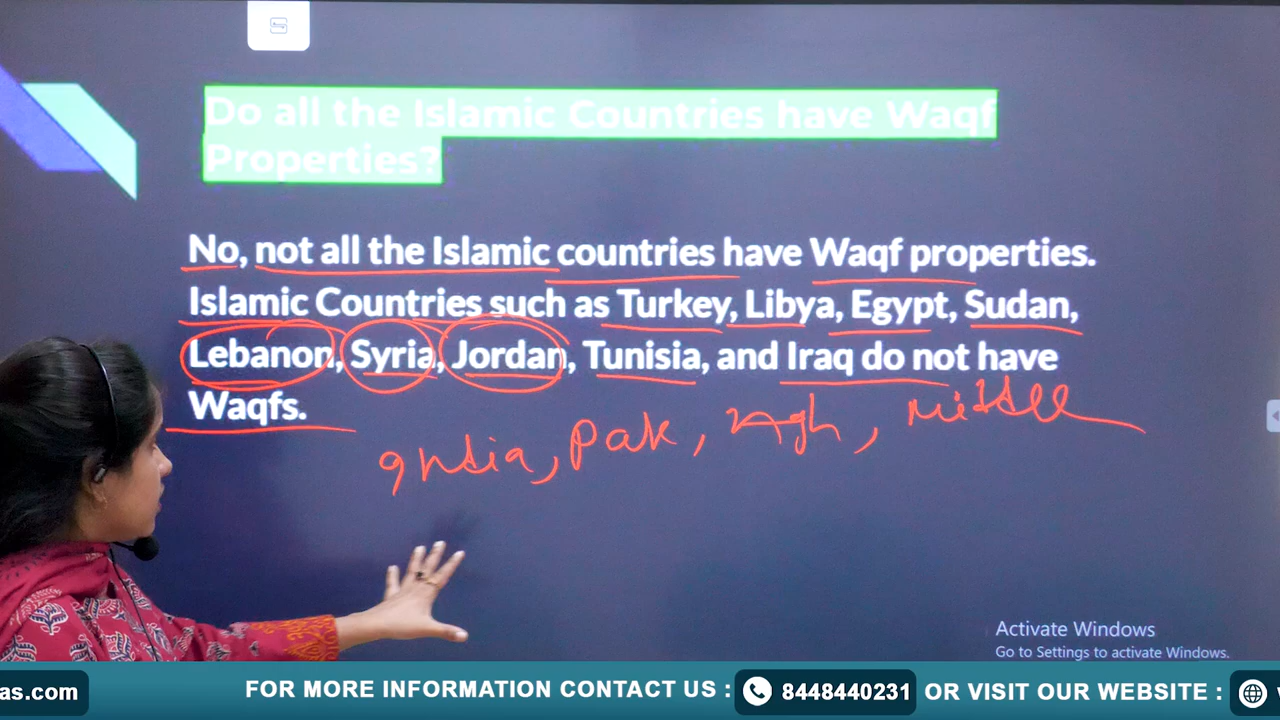 Do all the Islamic Countries have Waqf
Properties?
No, not all the Islamic countries have Waqf properties.
Islamic Countries such as Turkey, Libya, Egypt, Sudan,
Lebanon, Syria, Jordan, Tunisia, and Iraq do not have
Waqfs.
India, Pak, Afgh, Middle
Activate Windows
Go to Settings to activate Windows.
as.com
FOR MORE INFORMATION CONTACT US : 8448440231 OR VISIT OUR WEBSITE :